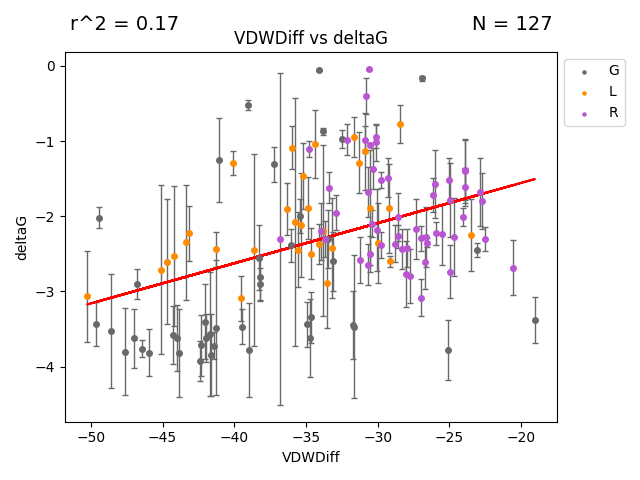 r^2 = 0.17
N = 127
VDWDiff vs deltaG
G
L
R
deltaG
0
−1
−2
−3
−4
−50
−45
−40
−35
−30
−25
−20
VDWDiff